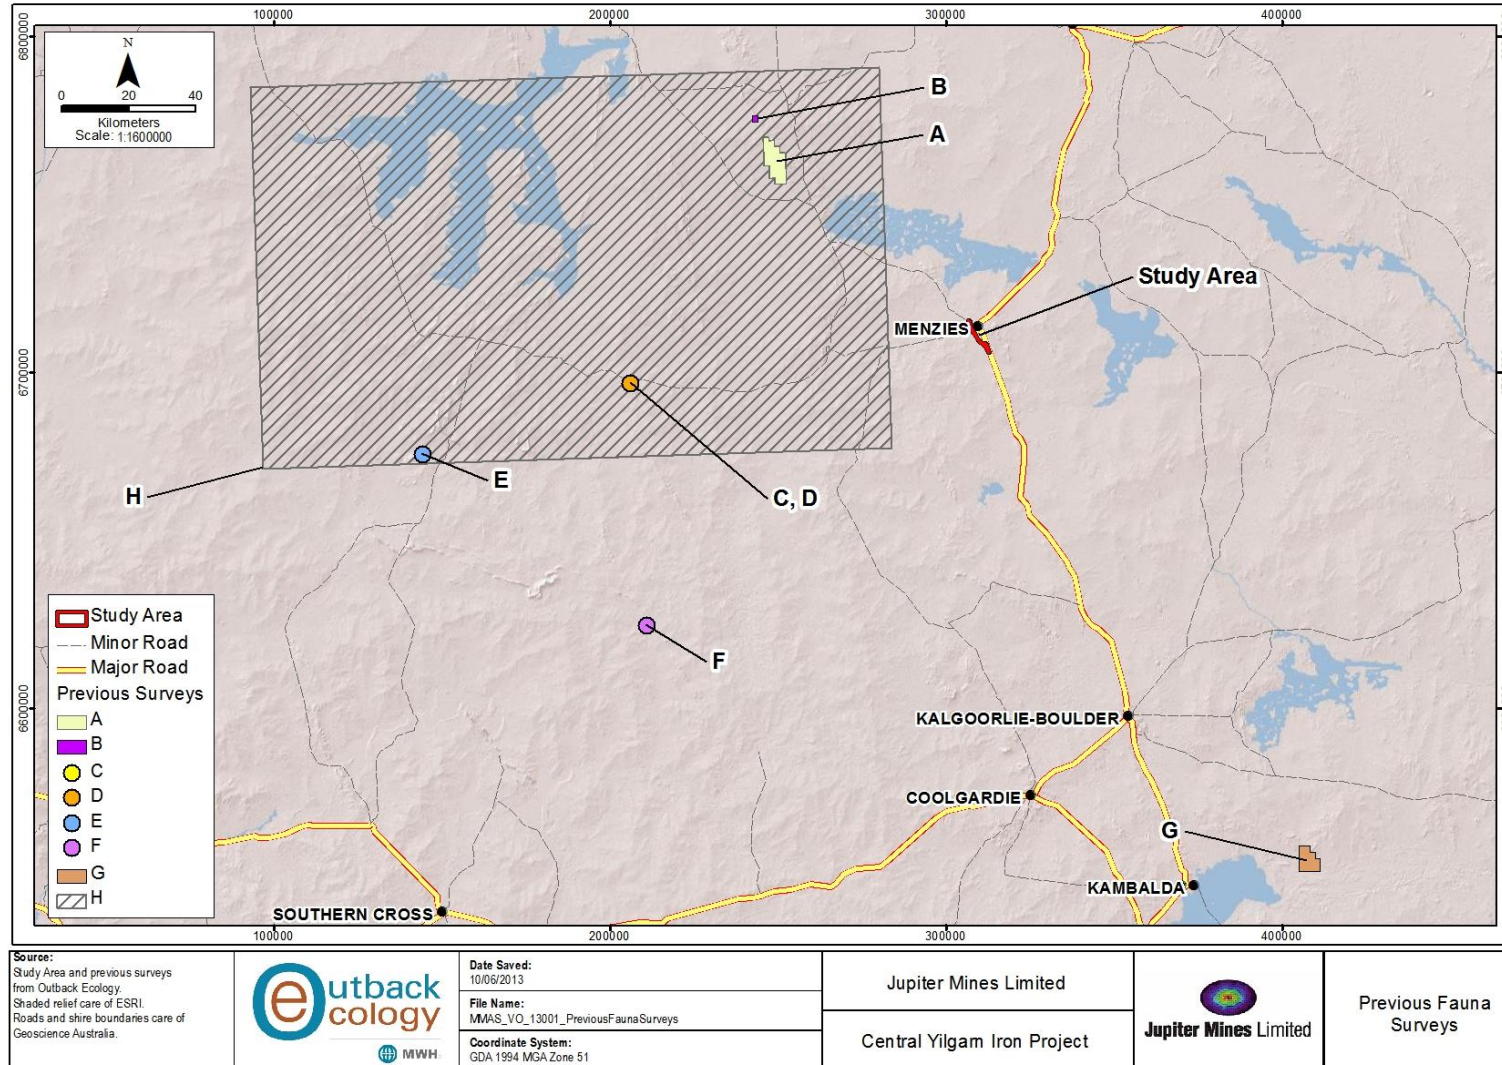 100000 200000 300000 400000
6800000
N
0 20 40
Kilometers
Scale: 1:1600000
B
A
Study Area
MENZIES
6700000
E
H
C, D
Study Area
Minor Road
Major Road
Previous Surveys
A
B
C
D
E
F
G
H
F
6600000
KALGOORLIE-BOULDER
COOLGARDIE
G
KAMBALDA
SOUTHERN CROSS
100000 200000 300000 400000
Source:
Study Area and previous surveys
from Outback Ecology.
Shaded relief care of ESRI.
Roads and shire boundaries care of
Geoscience Australia.
Outback
ecology
MWH
Date Saved:
10/06/2013
File Name:
MMAS_VO_13001_PreviousFaunaSurveys
Coordinate System:
GDA 1994 MGA Zone 51
Jupiter Mines Limited
Central Yilgarn Iron Project
Jupiter Mines Limited
Previous Fauna
Surveys